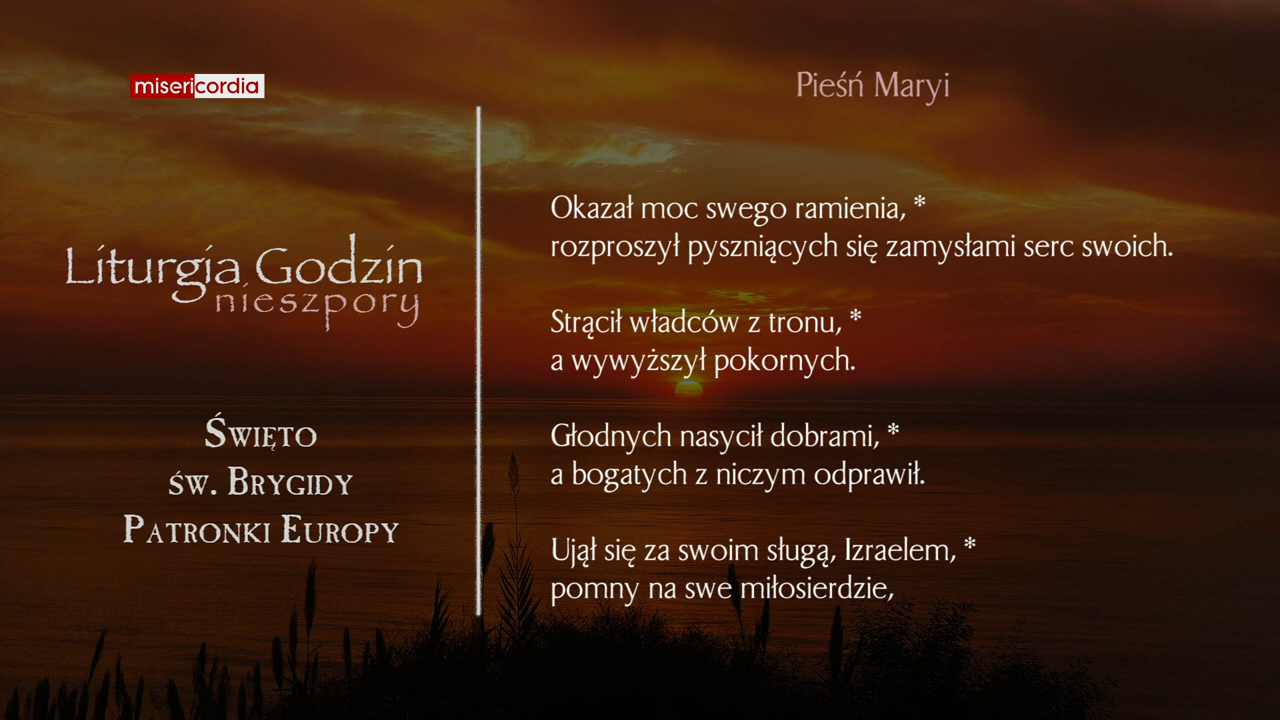 misericordia
Liturgia Godzin
nieszpory
Święto
św. Brygidy
Patronki Europy
Pieśń Maryi
Okazał moc swego ramienia, *
rozproszył pyszniących się zamysłami serc swoich.
Strącił władców z tronu, *
a wywyższył pokornych.
Głodnych nasycił dobrami, *
a bogatych z niczym odprawił.
Ujął się za swoim sługą, Izraelem, *
pomny na swe miłosierdzie,